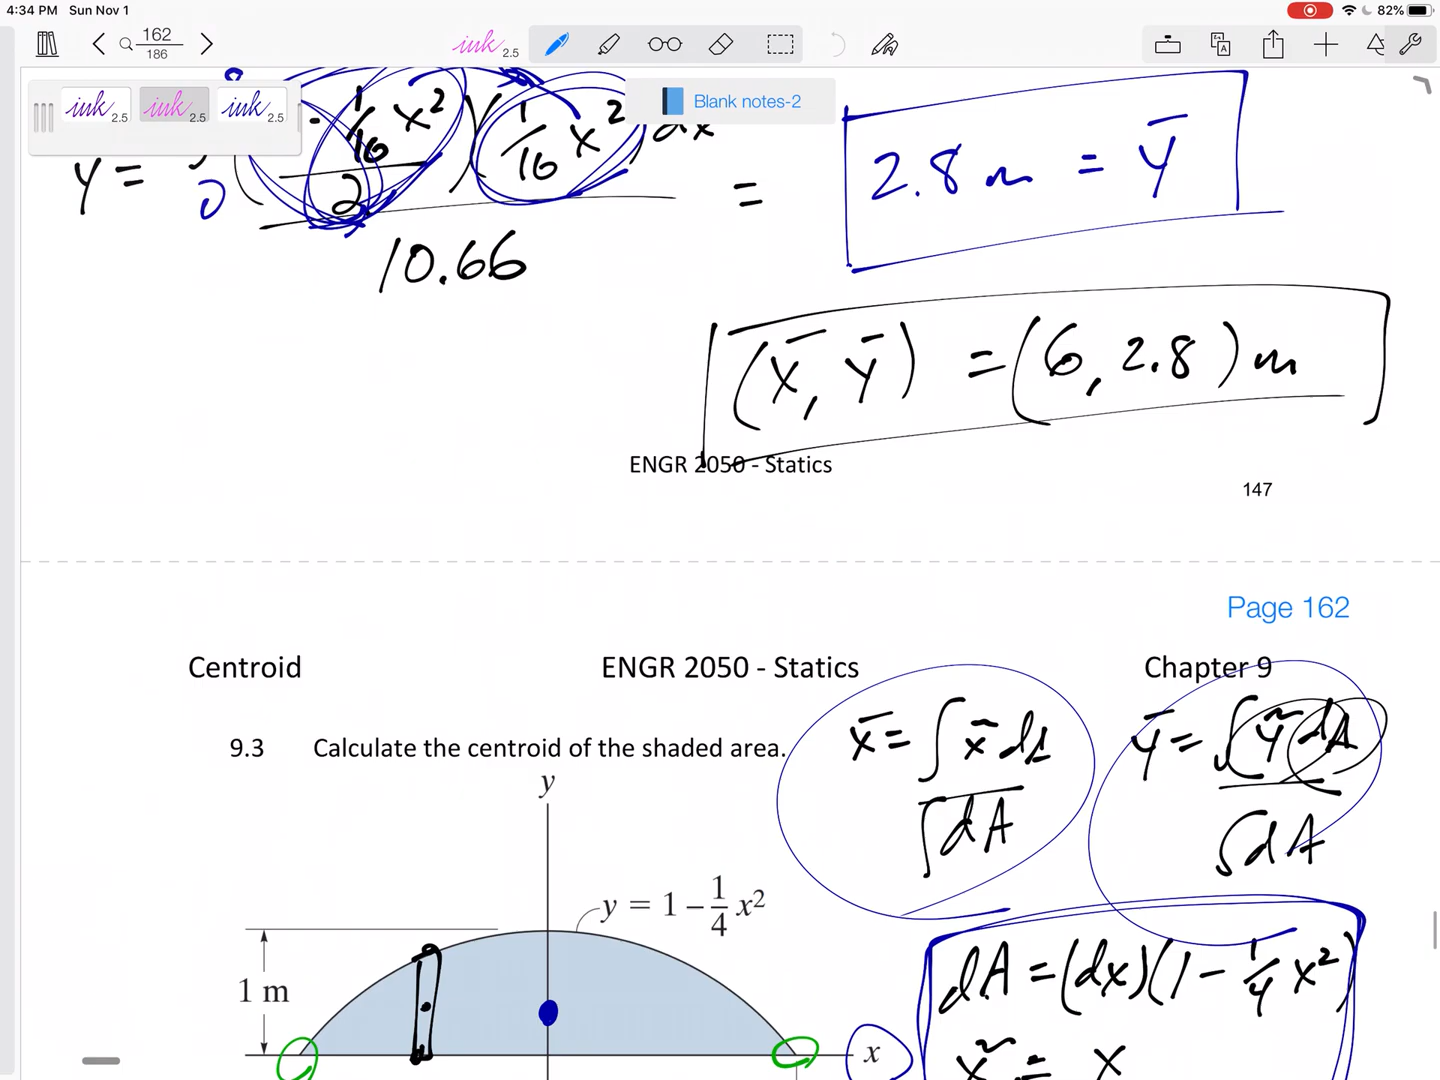 4:34 PM Sun Nov 1
82%
162
186
ink 2.5
Blank notes-2
ink 2.5 ink 2.5 ink 2.5
y =
0
1/16 x²
2
1/16 x² dx
10.66
=
2.8 m = ȳ
(x̄, ȳ) = (6, 2.8) m
ENGR 2050 - Statics
147
Page 162
Centroid ENGR 2050 - Statics Chapter 9
9.3 Calculate the centroid of the shaded area.
x̄ = ∫ x̃ dA / ∫ dA
ȳ = ∫ ỹ dA / ∫ dA
y
y = 1 − 1/4 x²
1 m
x
dA = (dx)(1 − 1/4 x²)
x̃ = x